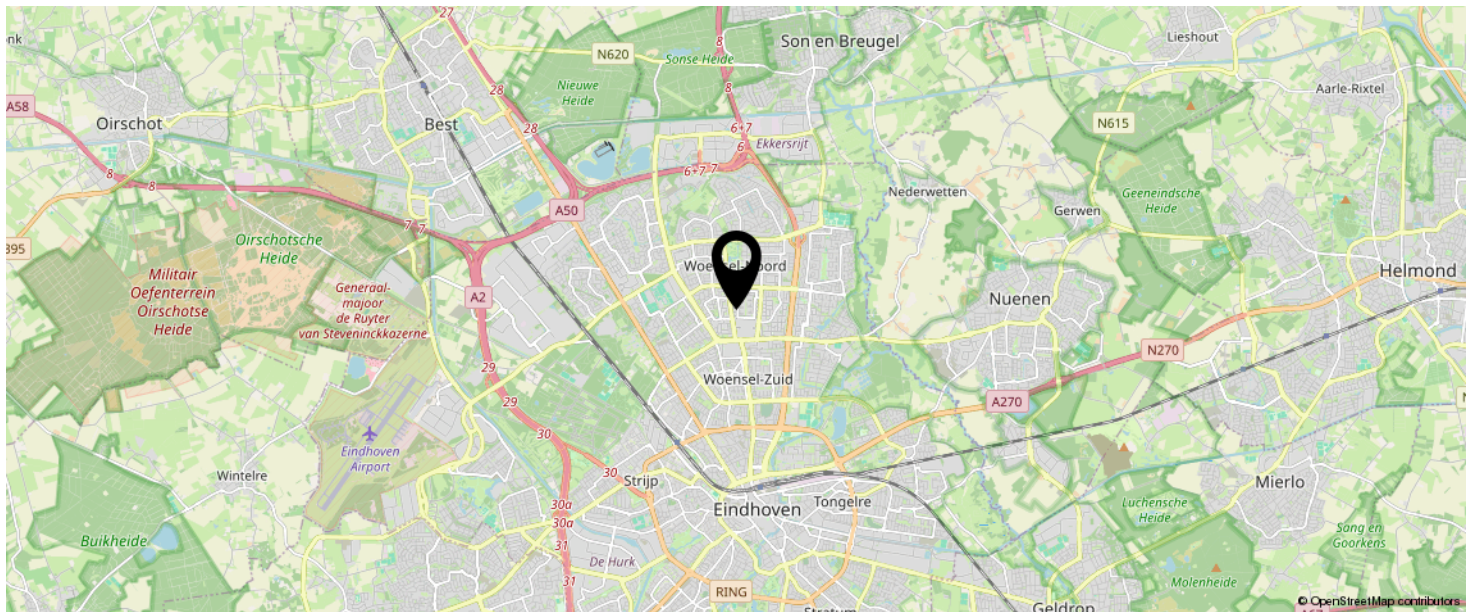 27
onk
N620
Son en Breugel
8
Lieshout
Sonse Heide
Nieuwe
Heide
28
8
Aarle-Rixtel
A58
Oirschot
Best
28
6+7
6
Ekkersrijt
N615
8
8
6+7
7
Nederwetten
Geeneindsche
Heide
Gerwen
A50
7
7
395
Oirschotsche
Heide
Woensel-Noord
Helmond
Militair
Oefenterrein
Oirschotse
Heide
Generaal-
majoor
de Ruyter
van Steveninckkazerne
A2
Nuenen
N270
29
Woensel-Zuid
29
A270
N
30
Eindhoven
Airport
Wintelre
30
Strijp
Mierlo
Eindhoven
Tongelre
Luchensche
Heide
30a
30a
Sang en
Goorkens
Buikheide
31
De Hurk
31
RING
Molenheide
Stratum
Geldrop
A67
© OpenStreetMap contributors